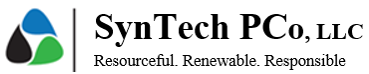 SynTech PCo, LLC
Resourceful. Renewable. Responsible